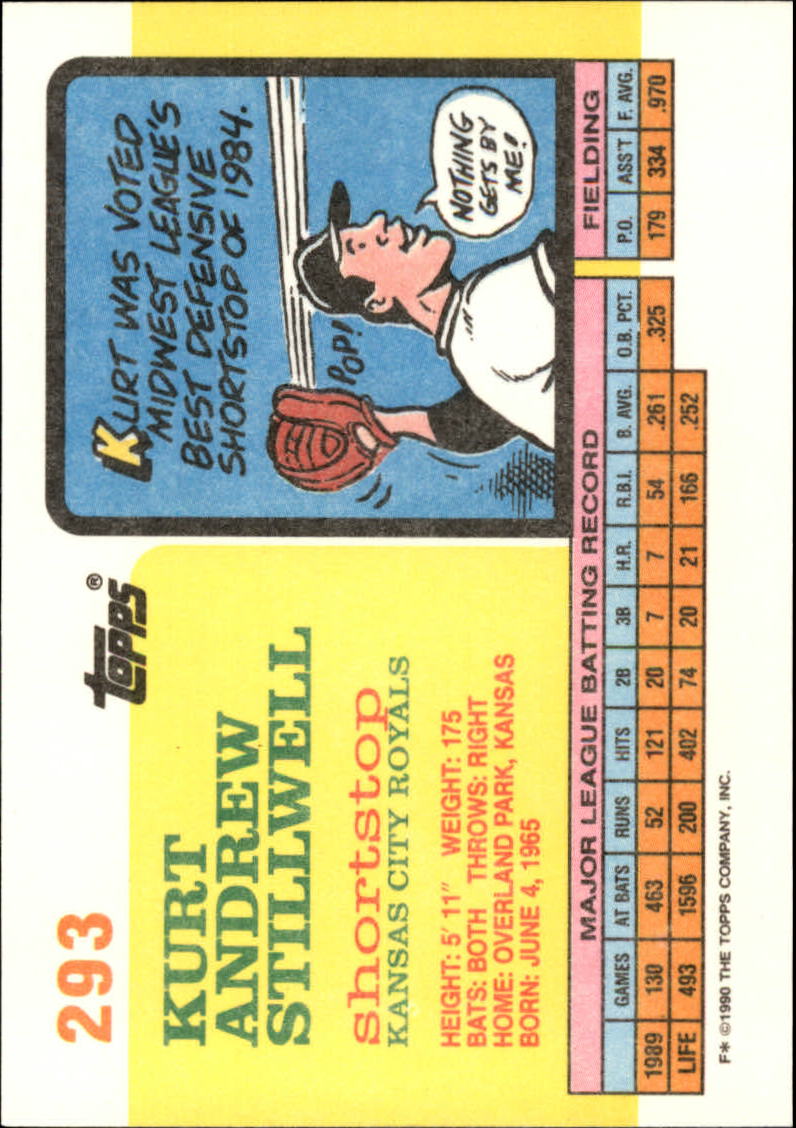 293
Topps®
KURT
ANDREW
STILLWELL
shortstop
KANSAS CITY ROYALS
HEIGHT: 5' 11" WEIGHT: 175
BATS: BOTH THROWS: RIGHT
HOME: OVERLAND PARK, KANSAS
BORN: JUNE 4, 1965
KURT WAS VOTED
MIDWEST LEAGUE'S
BEST DEFENSIVE
SHORTSTOP OF 1984.
POP!
NOTHING
GETS BY
ME!
MAJOR LEAGUE BATTING RECORD FIELDING
GAMES AT BATS RUNS HITS 2B 3B H.R. R.B.I. B. AVG. O.B. PCT. P.O. ASS'T F. AVG.
1989 130 463 52 121 20 7 7 54 .261 .325 179 334 .970
LIFE 493 1596 200 402 74 20 21 166 .252
F* ©1990 THE TOPPS COMPANY, INC.